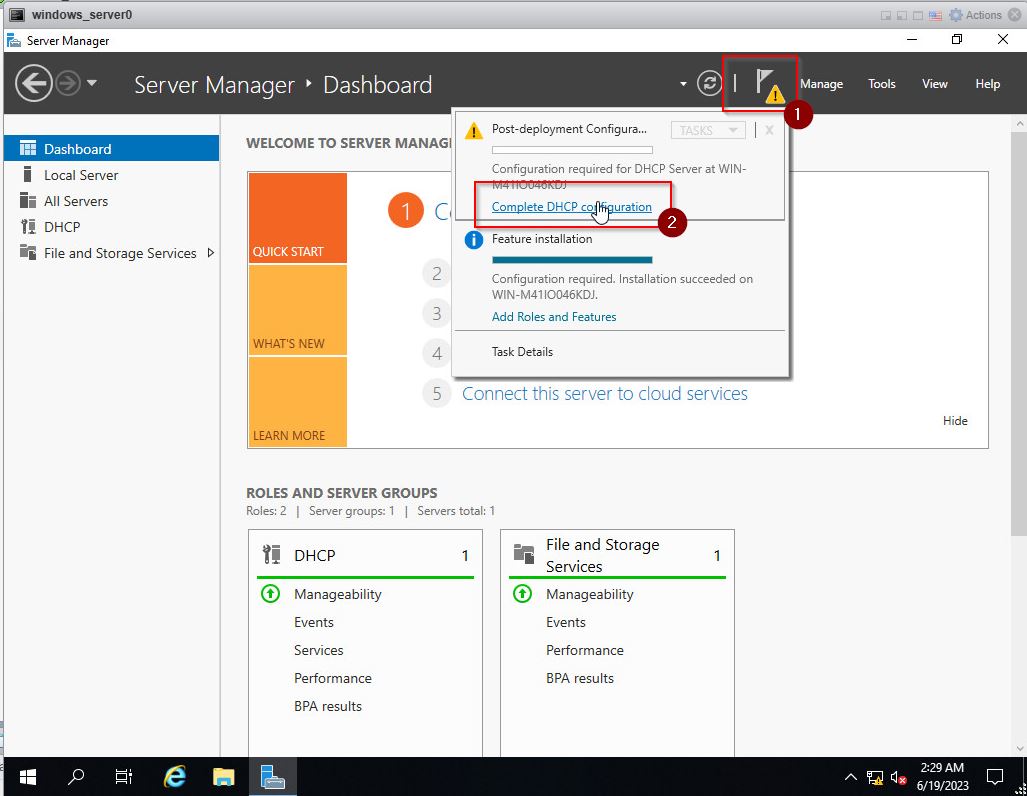 windows_server0
Actions
Server Manager
Server Manager ‣ Dashboard
Manage Tools View Help
1
Dashboard
Local Server
All Servers
DHCP
File and Storage Services
WELCOME TO SERVER MANAG
Post-deployment Configura...
TASKS
X
Configuration required for DHCP Server at WIN-
M41IO046KDJ
Complete DHCP configuration
2
Feature installation
Configuration required. Installation succeeded on
WIN-M41IO046KDJ.
Add Roles and Features
Task Details
QUICK START
WHAT'S NEW
LEARN MORE
1 C
2
3
4
5 Connect this server to cloud services
Hide
ROLES AND SERVER GROUPS
Roles: 2 | Server groups: 1 | Servers total: 1
DHCP 1
Manageability
Events
Services
Performance
BPA results
File and Storage
Services
1
Manageability
Events
Performance
BPA results
2:29 AM
6/19/2023